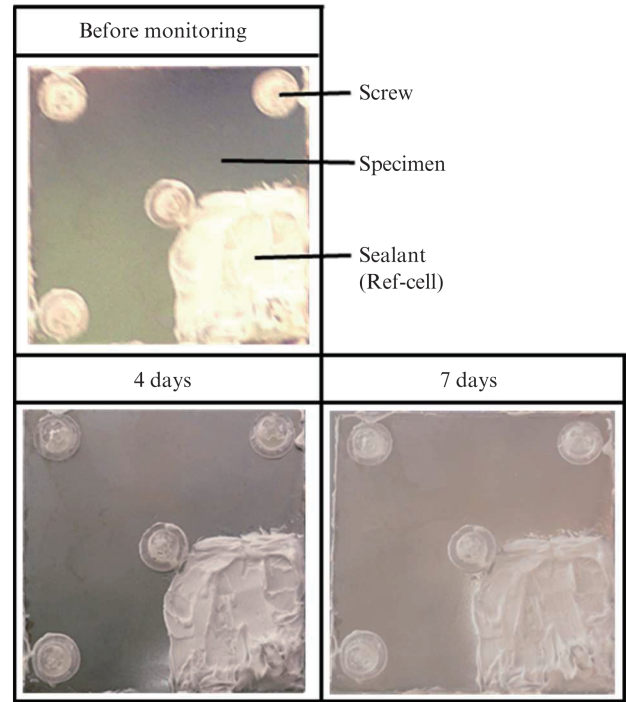 Before monitoring
Screw
Specimen
Sealant
(Ref-cell)
4 days
7 days